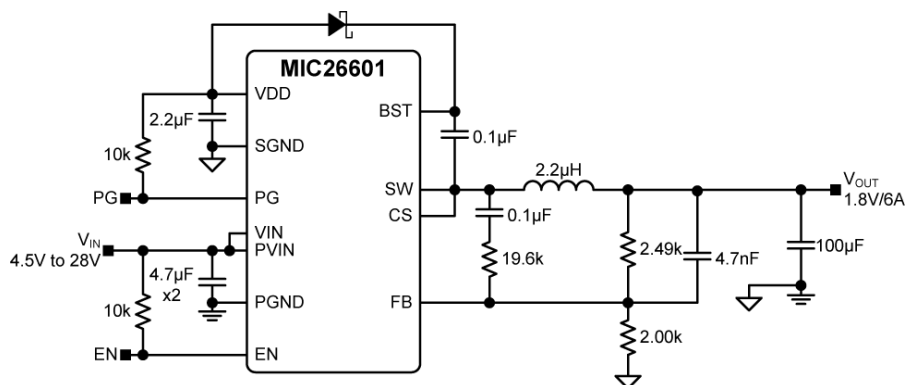 MIC26601
VDD
BST
2.2µF
0.1µF
SGND
10k
2.2µH
PG
PG
SW
CS
V_OUT
1.8V/6A
0.1µF
VIN
V_IN
PVIN
4.5V to 28V
2.49k
4.7nF
100µF
19.6k
4.7µF
x2
PGND
FB
10k
2.00k
EN
EN